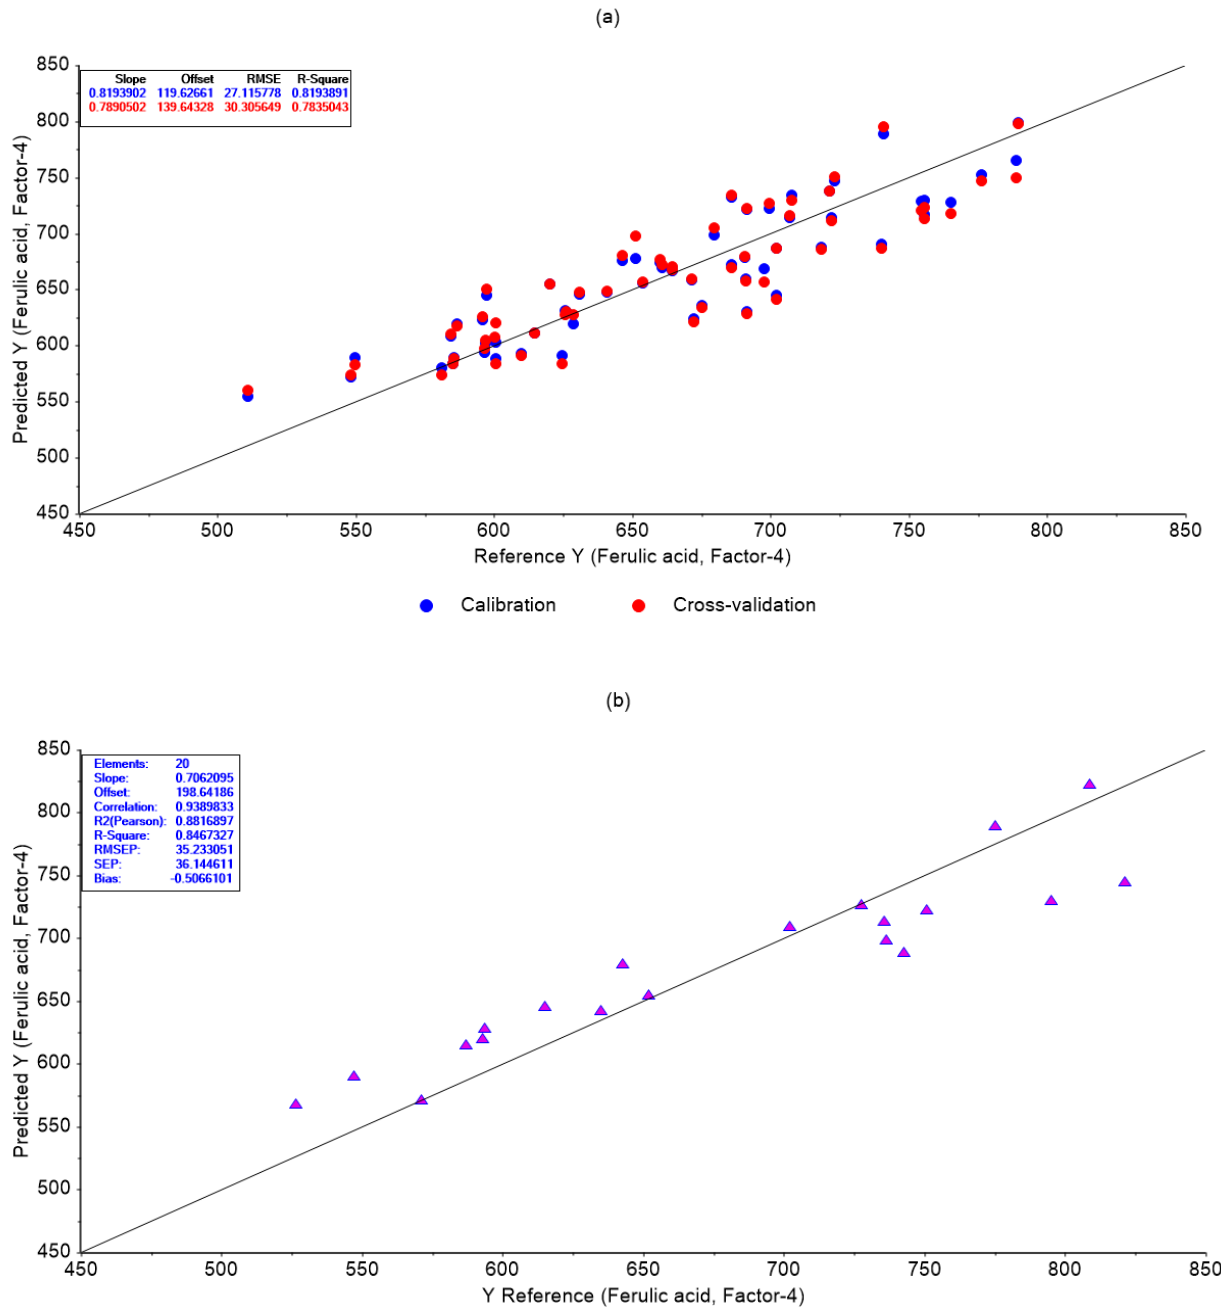 (a)
Predicted Y (Ferulic acid, Factor-4)
850
800
750
700
650
600
550
500
450
Slope Offset RMSE R-Square
0.8193902 119.62661 27.115778 0.8193891
0.7890502 139.64328 30.305649 0.7835043
450 500 550 600 650 700 750 800 850
Reference Y (Ferulic acid, Factor-4)
Calibration Cross-validation
(b)
Predicted Y (Ferulic acid, Factor-4)
850
800
750
700
650
600
550
500
450
Elements: 20
Slope: 0.7062095
Offset: 198.64186
Correlation: 0.9389833
R2(Pearson): 0.8816897
R-Square: 0.8467327
RMSEP: 35.233051
SEP: 36.144611
Bias: -0.5066101
450 500 550 600 650 700 750 800 850
Y Reference (Ferulic acid, Factor-4)